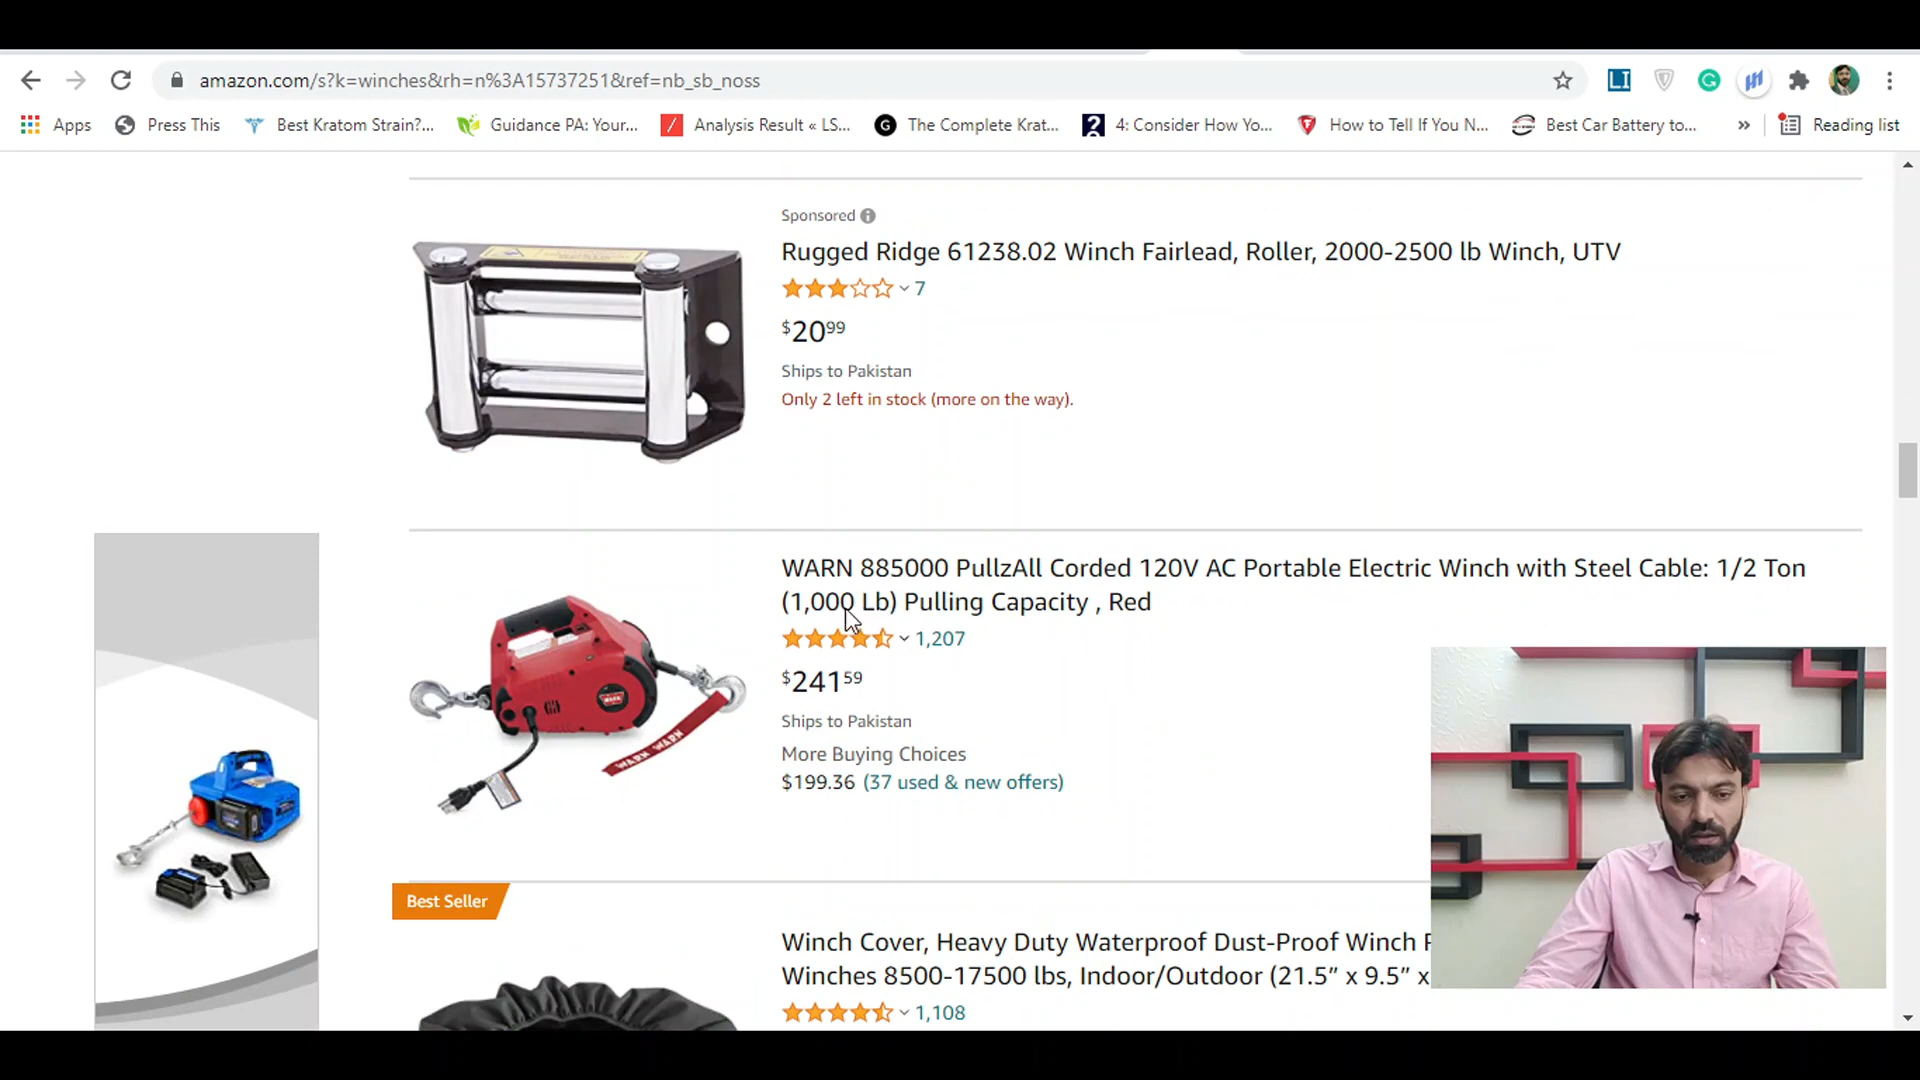 amazon.com/s?k=winches&rh=n%3A15737251&ref=nb_sb_noss
Apps
Press This
Best Kratom Strain?...
Guidance PA: Your...
Analysis Result « LS...
The Complete Krat...
4: Consider How Yo...
How to Tell If You N...
Best Car Battery to...
»
Reading list
Sponsored
Rugged Ridge 61238.02 Winch Fairlead, Roller, 2000-2500 lb Winch, UTV
7
$20.99
Ships to Pakistan
Only 2 left in stock (more on the way).
WARN 885000 PullzAll Corded 120V AC Portable Electric Winch with Steel Cable: 1/2 Ton
(1,000 Lb) Pulling Capacity , Red
1,207
$241.59
Ships to Pakistan
More Buying Choices
$199.36 (37 used & new offers)
WARN WARN
Best Seller
Winch Cover, Heavy Duty Waterproof Dust-Proof Winch
Winches 8500-17500 lbs, Indoor/Outdoor (21.5” x 9.5” x
1,108